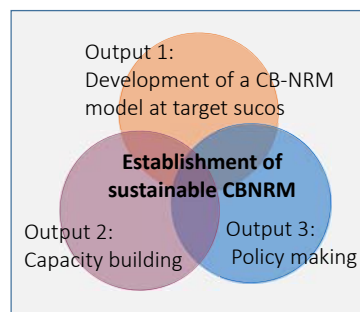 Output 1:
Development of a CB-NRM
model at target sucos
Establishment of
sustainable CBNRM
Output 2:
Capacity building
Output 3:
Policy making